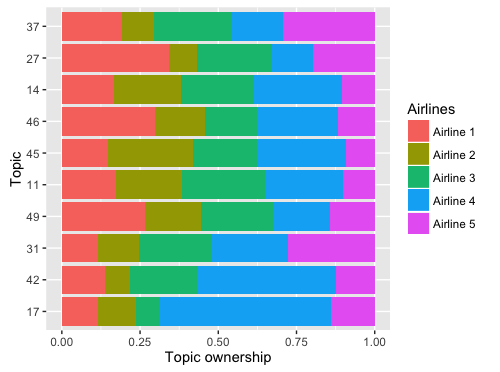 37
27
14
46
45
11
49
31
42
17
Topic
0.00 0.25 0.50 0.75 1.00
Topic ownership
Airlines
Airline 1
Airline 2
Airline 3
Airline 4
Airline 5